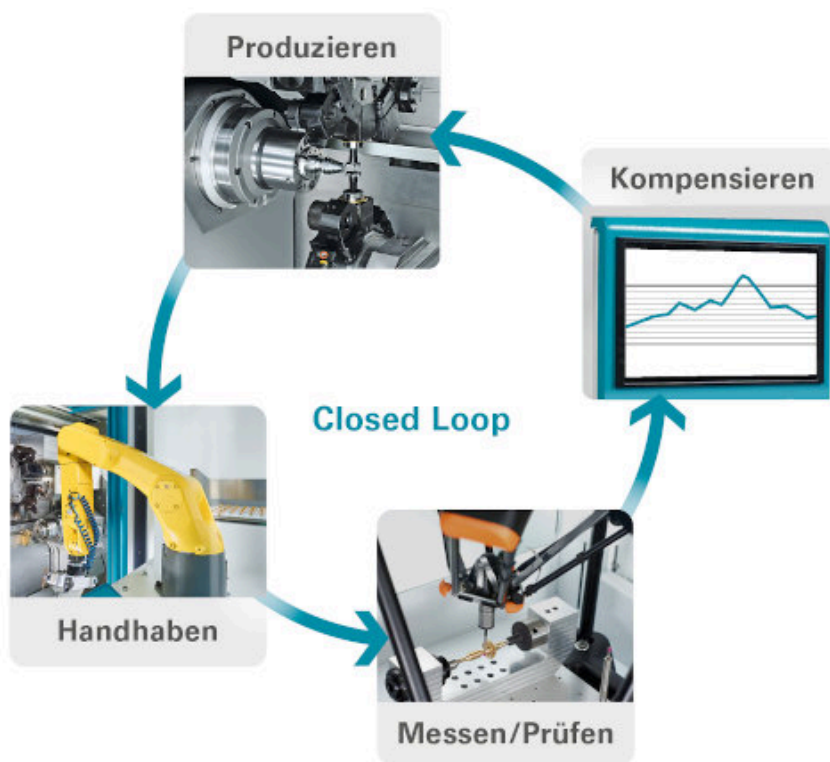 Produzieren
Kompensieren
Closed Loop
Handhaben
Messen/Prüfen